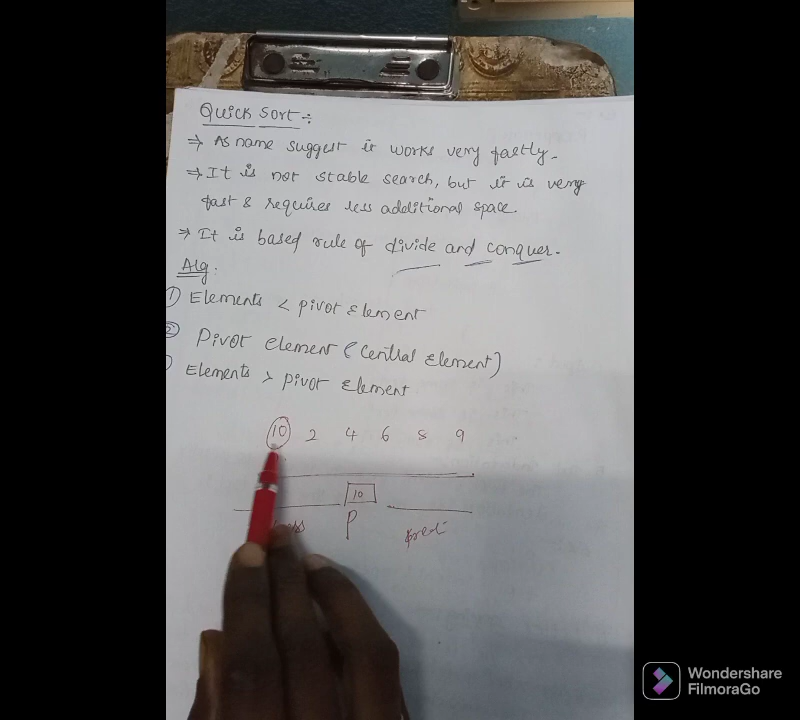 Quick Sort :-
⇒ As name suggest it works very fastly.
⇒ It is not stable search, but it is very
fast & requires less additional space.
⇒ It is based rule of divide and conquer.
Alg:
① Elements < pivot Element
② Pivot element (Central Element)
Elements > pivot Element
10 2 4 6 8 9
10
P
Wondershare
FilmoraGo